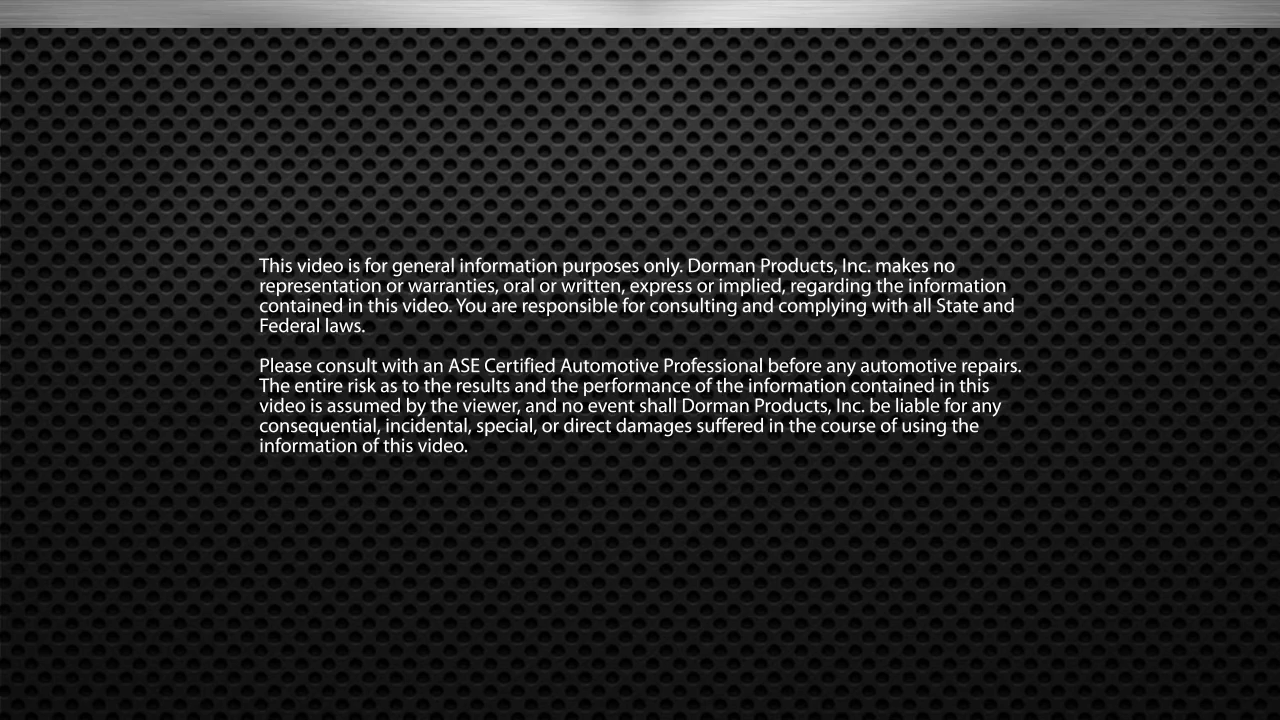 This video is for general information purposes only. Dorman Products, Inc. makes no
representation or warranties, oral or written, express or implied, regarding the information
contained in this video. You are responsible for consulting and complying with all State and
Federal laws.
Please consult with an ASE Certified Automotive Professional before any automotive repairs.
The entire risk as to the results and the performance of the information contained in this
video is assumed by the viewer, and no event shall Dorman Products, Inc. be liable for any
consequential, incidental, special, or direct damages suffered in the course of using the
information of this video.